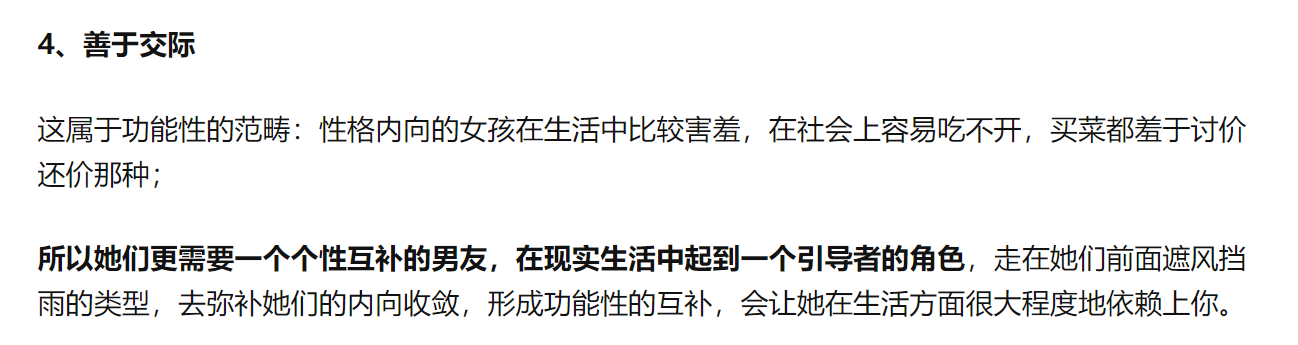 4、善于交际
这属于功能性的范畴：性格内向的女孩在生活中比较害羞，在社会上容易吃不开，买菜都羞于讨价
还价那种；
所以她们更需要一个个性互补的男友，在现实生活中起到一个引导者的角色，走在她们前面遮风挡
雨的类型，去弥补她们的内向收敛，形成功能性的互补，会让她在生活方面很大程度地依赖上你。